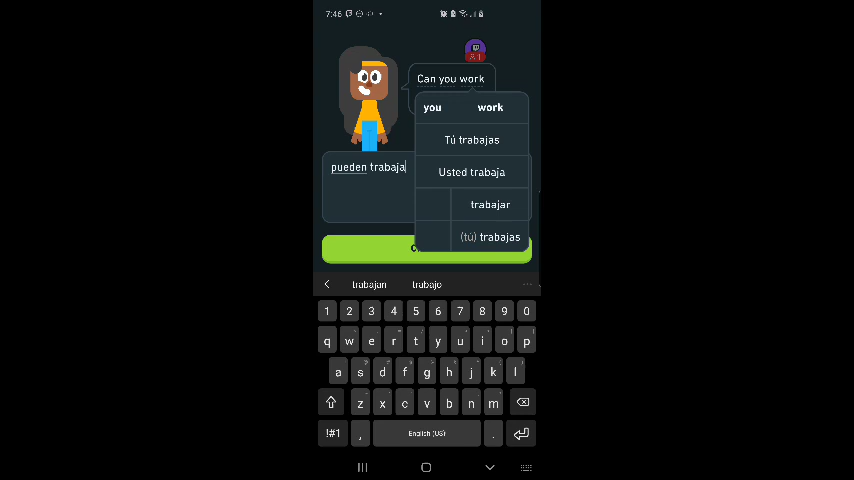 7:46
1
Can you work
you work
Tú trabajas
Usted trabaja
trabajar
(tú) trabajas
pueden trabaja
trabajan trabajo
1 2 3 4 5 6 7 8 9 0
q w e r t y u i o p
a s d f g h j k l
z x c v b n m
!#1 , English (US) .